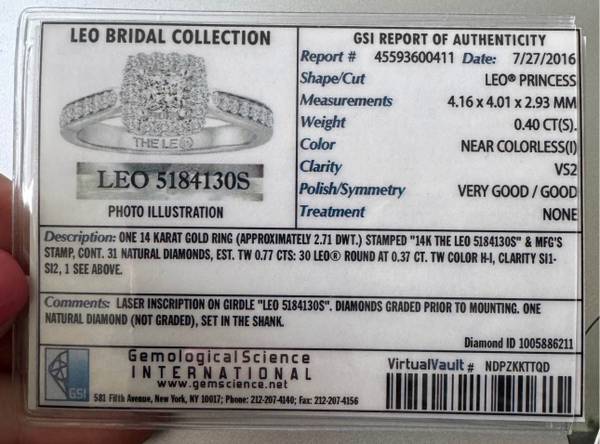 LEO BRIDAL COLLECTION
THE LEO
LEO 5184130S
PHOTO ILLUSTRATION
GSI REPORT OF AUTHENTICITY
Report # 45593600411 Date: 7/27/2016
Shape/Cut LEO® PRINCESS
Measurements 4.16 x 4.01 x 2.93 MM
Weight 0.40 CT(S).
Color NEAR COLORLESS(I)
Clarity VS2
Polish/Symmetry VERY GOOD / GOOD
Treatment NONE
Description: ONE 14 KARAT GOLD RING (APPROXIMATELY 2.71 DWT.) STAMPED "14K THE LEO 5184130S" & MFG'S
STAMP, CONT. 31 NATURAL DIAMONDS, EST. TW 0.77 CTS: 30 LEO® ROUND AT 0.37 CT. TW COLOR H-I, CLARITY SI1-
SI2, 1 SEE ABOVE.
Comments: LASER INSCRIPTION ON GIRDLE "LEO 5184130S". DIAMONDS GRADED PRIOR TO MOUNTING. ONE
NATURAL DIAMOND (NOT GRADED), SET IN THE SHANK.
Diamond ID 1005886211
GSI
Gemological Science
INTERNATIONAL
www.gemscience.net
581 Fifth Avenue, New York, NY 10017; Phone: 212-207-4140; Fax: 212-207-4156
VirtualVault # NDPZKKTTQD